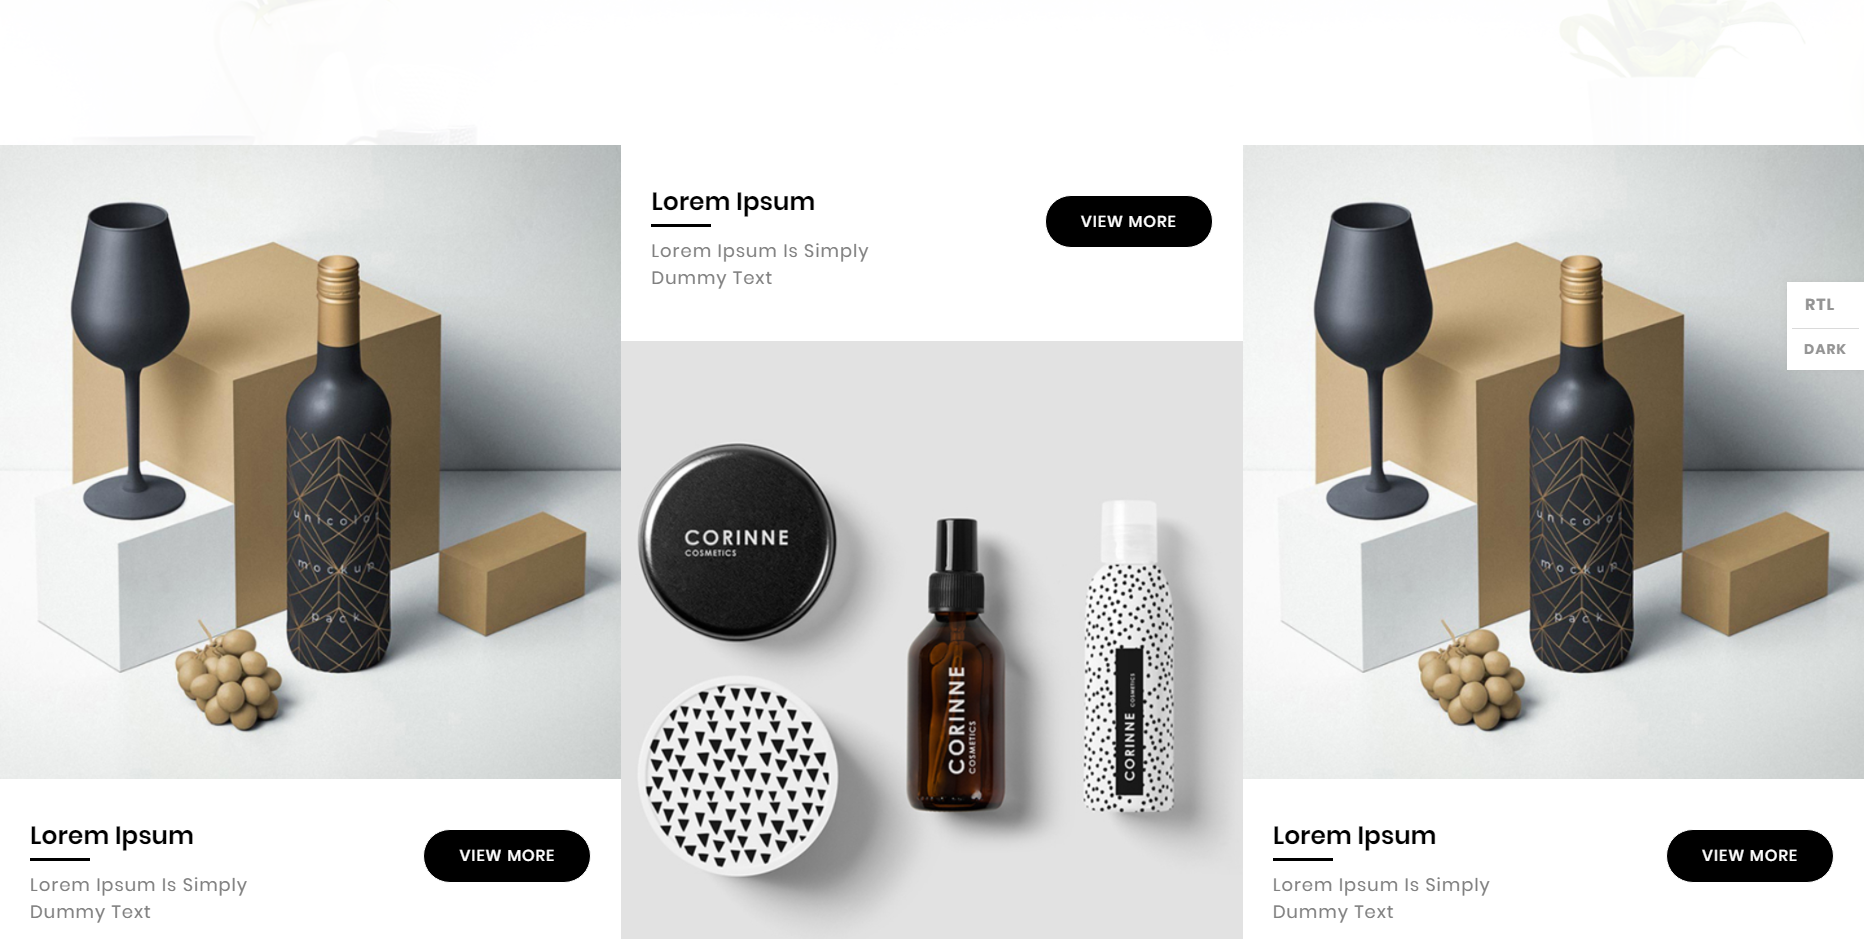 unicolor
mockup
pack
Lorem Ipsum
Lorem Ipsum Is Simply
Dummy Text
VIEW MORE
Lorem Ipsum
Lorem Ipsum Is Simply
Dummy Text
VIEW MORE
CORINNE
COSMETICS
CORINNE
COSMETICS
CORINNE COSMETICS
unicolor
mockup
pack
RTL
DARK
Lorem Ipsum
Lorem Ipsum Is Simply
Dummy Text
VIEW MORE